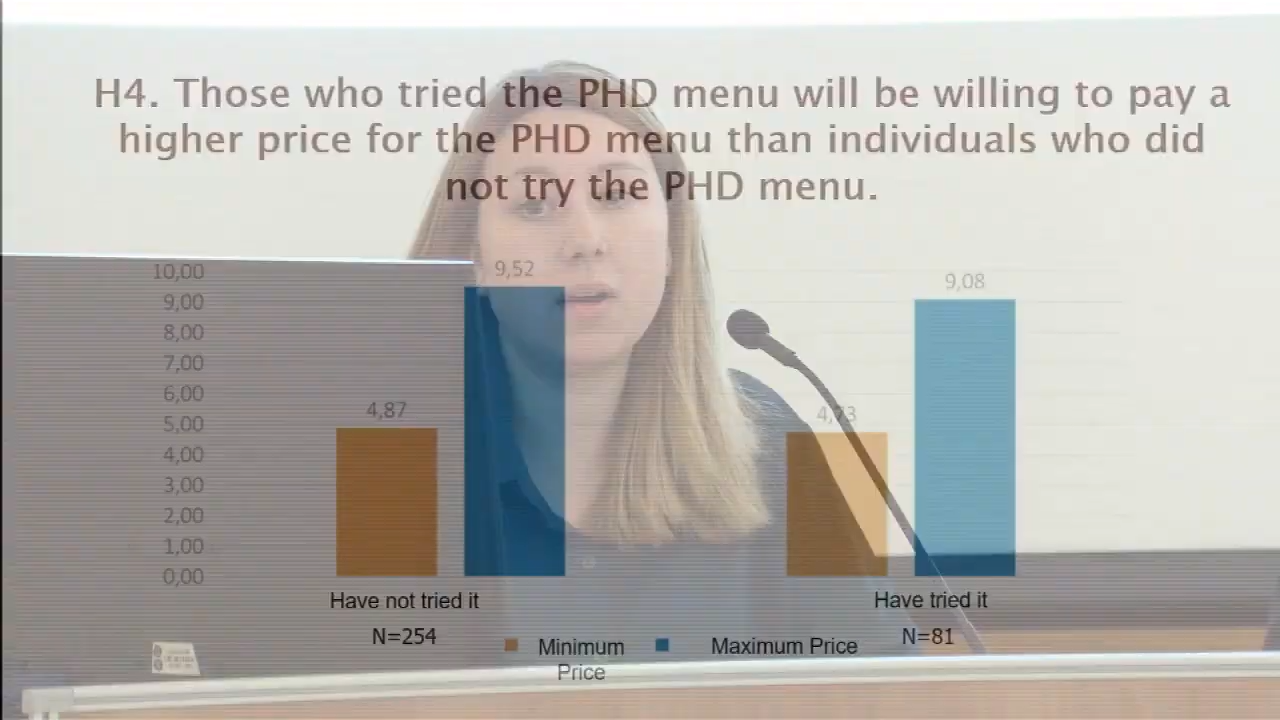 H4. Those who tried the PHD menu will be willing to pay a
higher price for the PHD menu than individuals who did
not try the PHD menu.
10,00
9,00
8,00
7,00
6,00
5,00
4,00
3,00
2,00
1,00
0,00
4,87
9,52
4,73
9,08
Have not tried it
Have tried it
N=254
N=81
Minimum
Price
Maximum Price